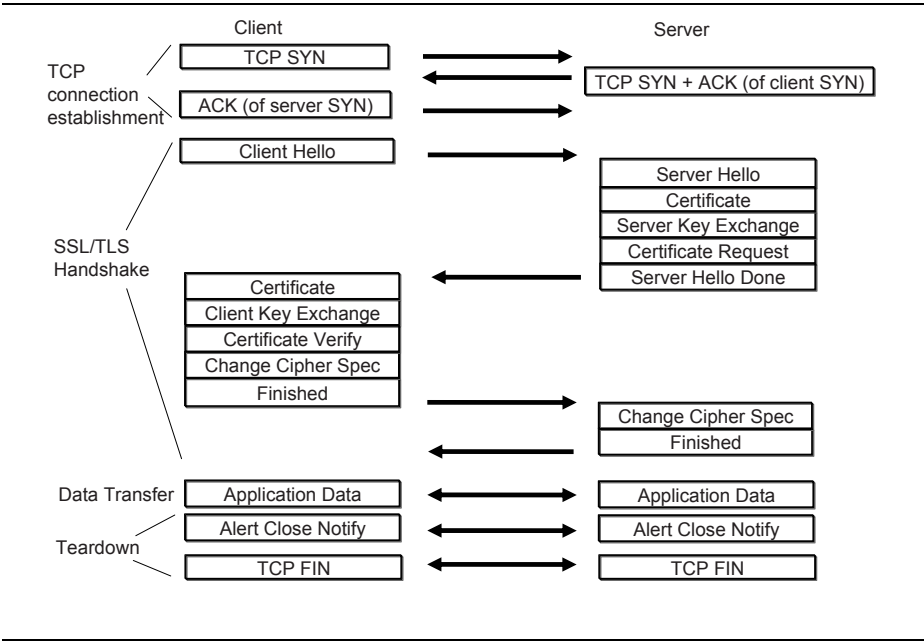 Client
Server
TCP SYN
TCP
connection
establishment
TCP SYN + ACK (of client SYN)
ACK (of server SYN)
Client Hello
Server Hello
Certificate
Server Key Exchange
Certificate Request
Server Hello Done
SSL/TLS
Handshake
Certificate
Client Key Exchange
Certificate Verify
Change Cipher Spec
Finished
Change Cipher Spec
Finished
Data Transfer
Application Data
Application Data
Teardown
Alert Close Notify
Alert Close Notify
TCP FIN
TCP FIN